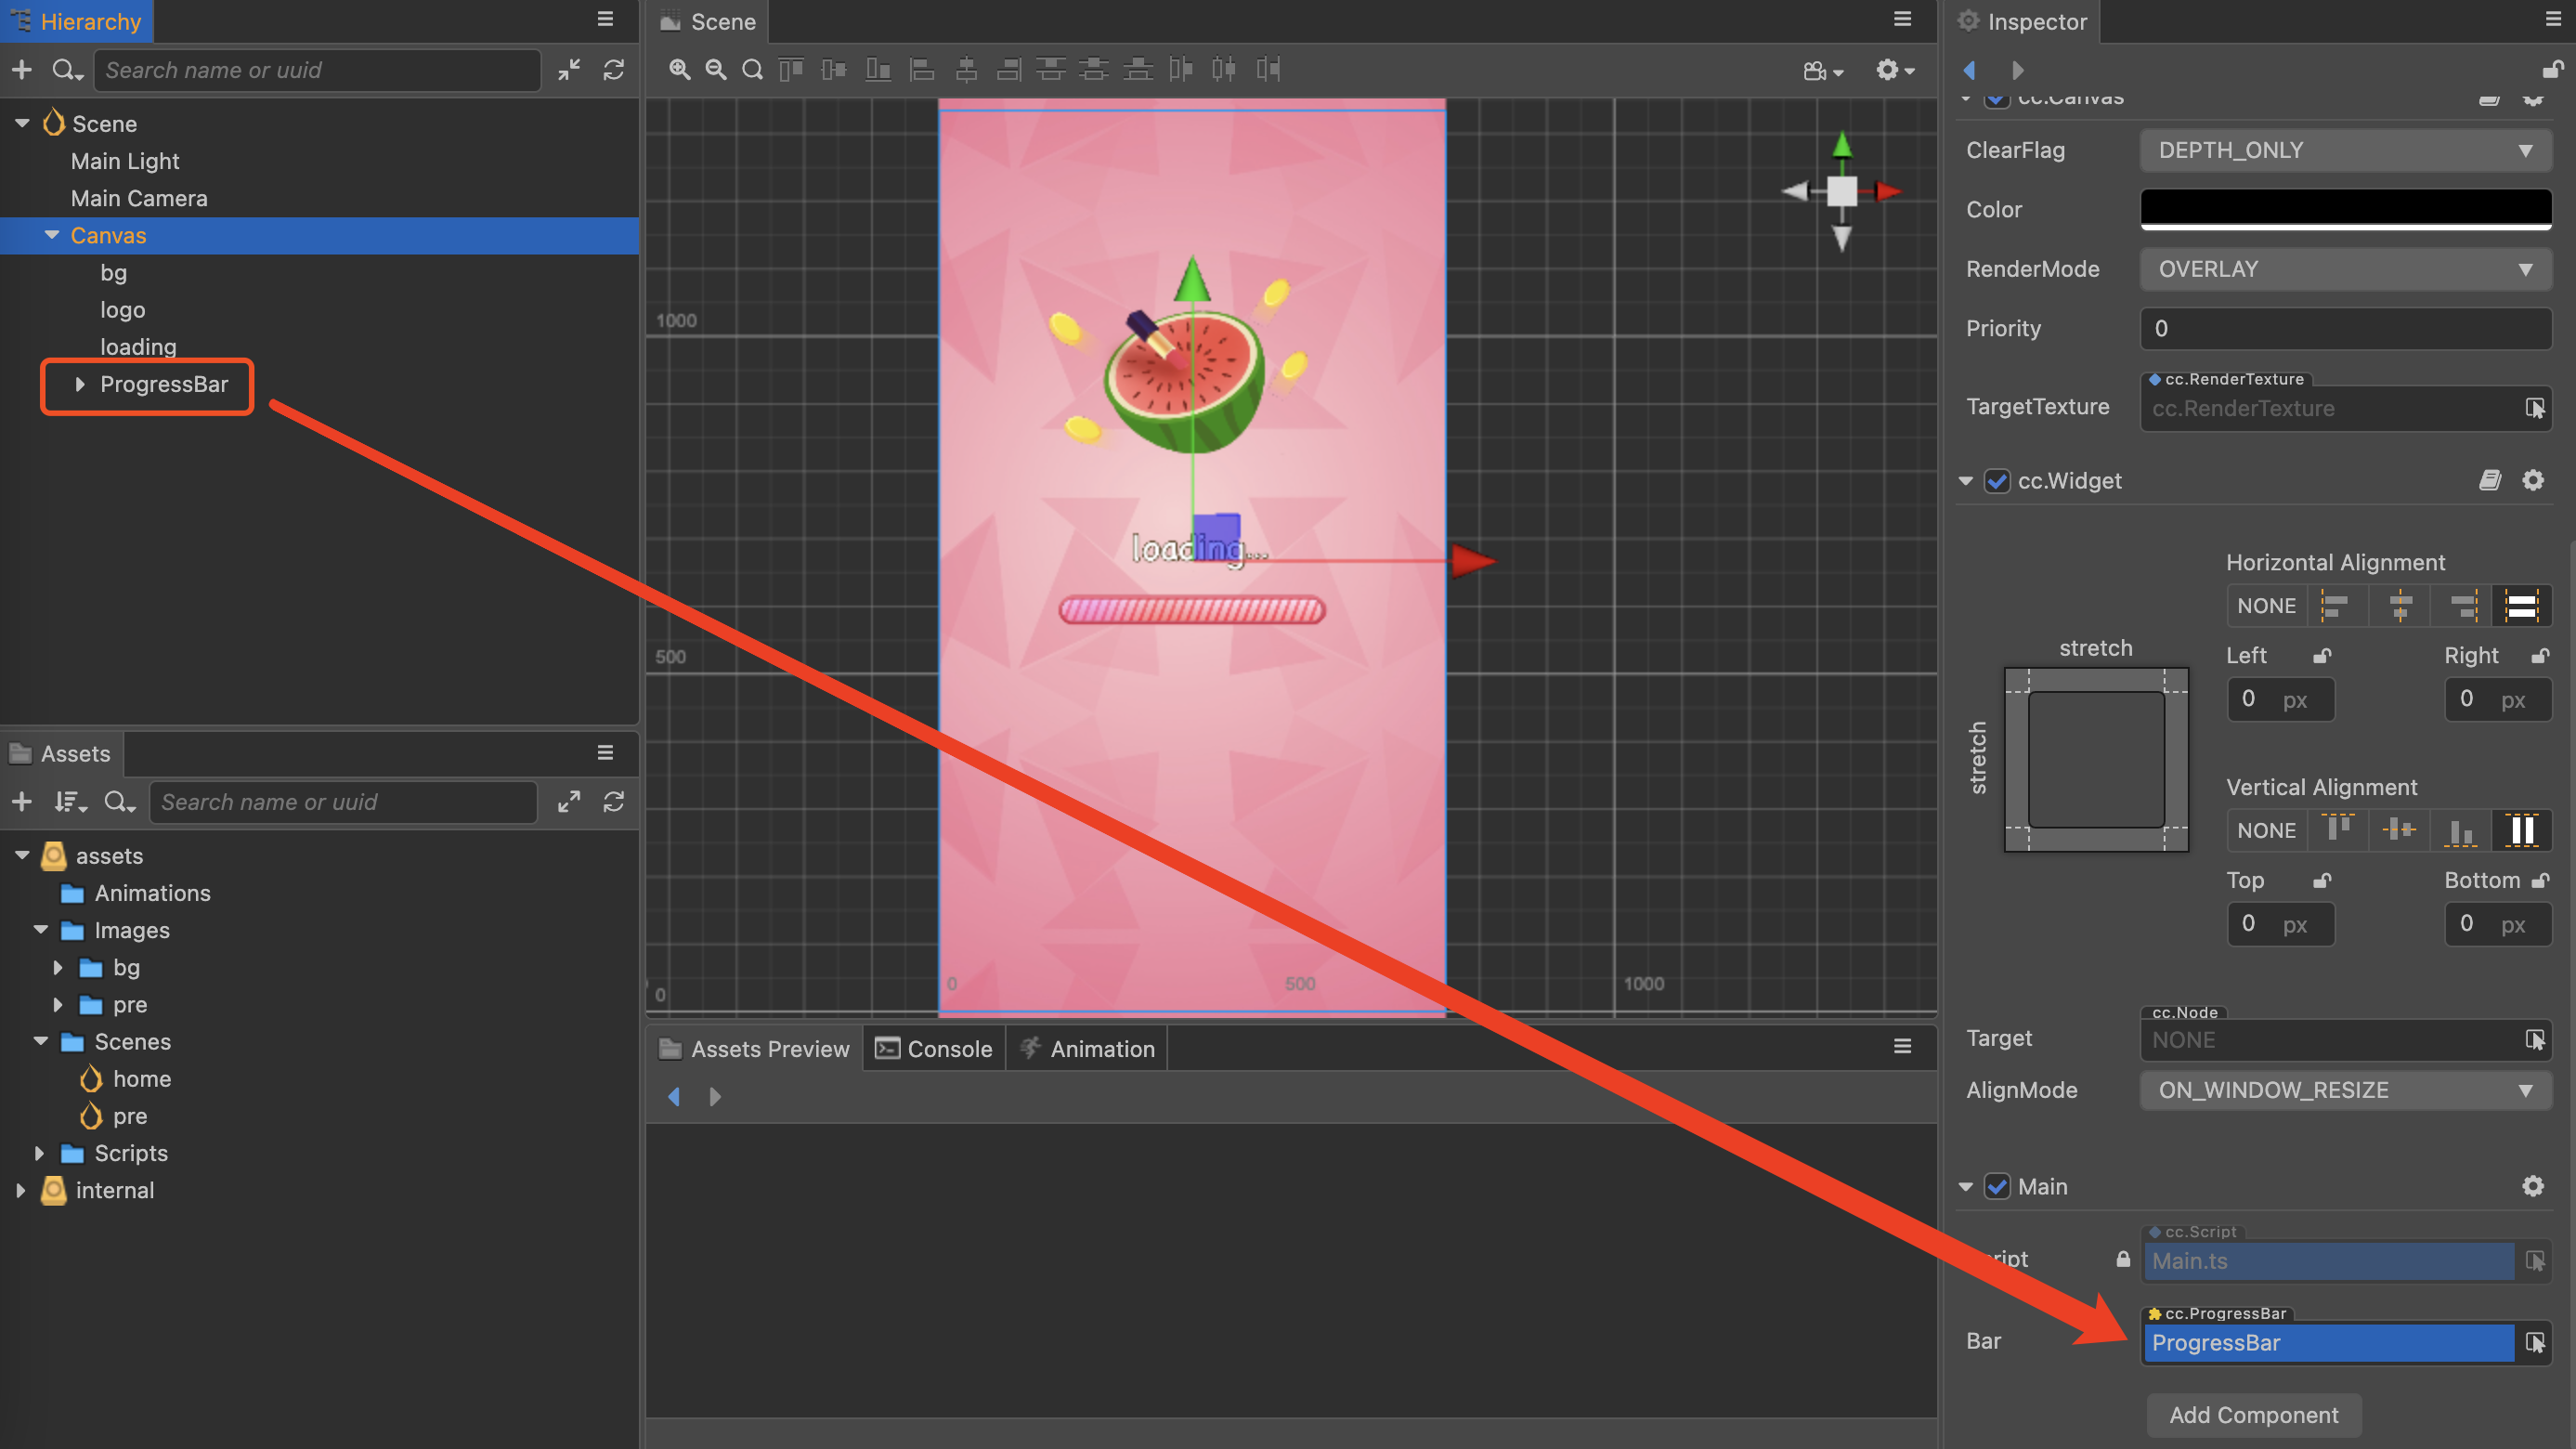 Hierarchy
Search name or uuid
Scene
Main Light
Main Camera
Canvas
bg
logo
loading
ProgressBar
Assets
Search name or uuid
assets
Animations
Images
bg
pre
Scenes
home
pre
Scripts
internal
Scene
1000
500
0
0
500
1000
loading...
Assets Preview
Console
Animation
Inspector
cc.Canvas
ClearFlag
DEPTH_ONLY
Color
RenderMode
OVERLAY
Priority
0
cc.RenderTexture
TargetTexture
cc.RenderTexture
cc.Widget
Horizontal Alignment
NONE
stretch
stretch
Left
Right
0 px
0 px
Vertical Alignment
NONE
Top
Bottom
0 px
0 px
cc.Node
Target
NONE
AlignMode
ON_WINDOW_RESIZE
Main
cc.Script
Main.ts
cc.ProgressBar
Bar
ProgressBar
Add Component